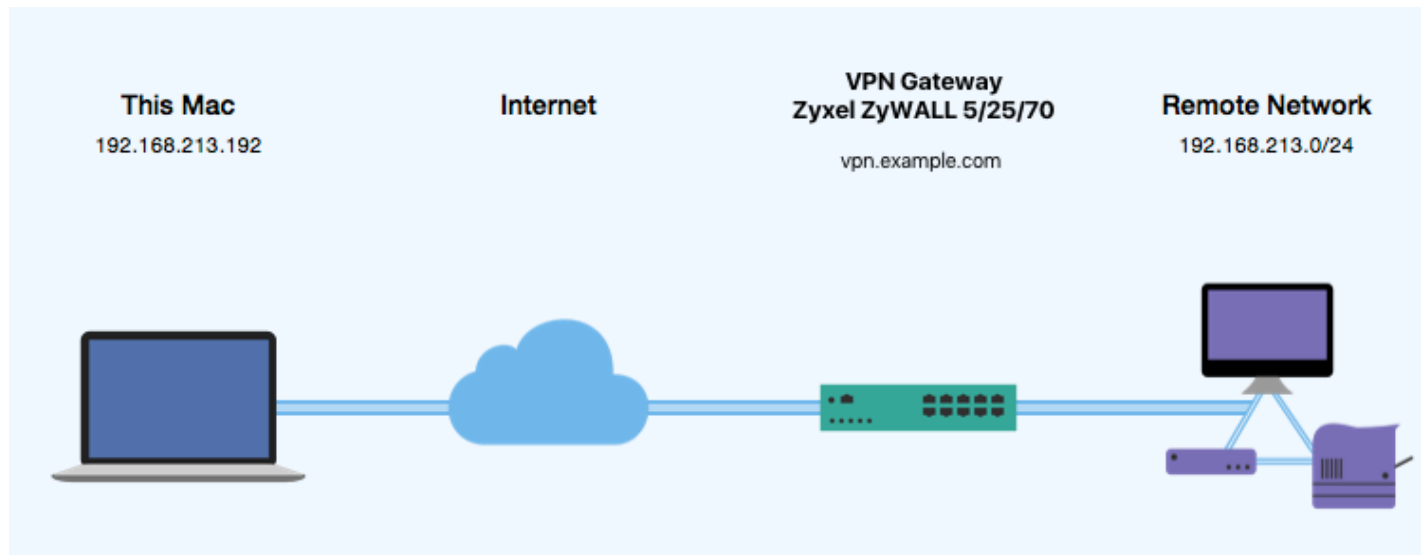 This Mac
192.168.213.192
Internet
VPN Gateway
Zyxel ZyWALL 5/25/70
vpn.example.com
Remote Network
192.168.213.0/24